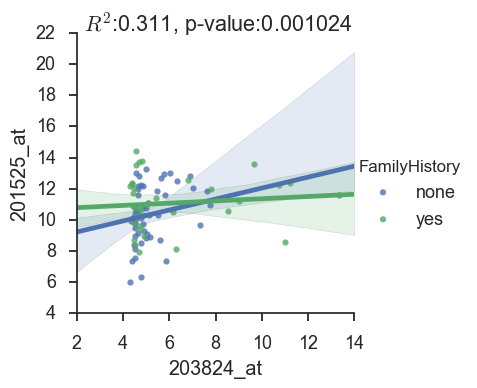 R²:0.311, p-value:0.001024
22
20
18
16
14
12
10
8
6
4
201525_at
2 4 6 8 10 12 14
203824_at
FamilyHistory
none
yes